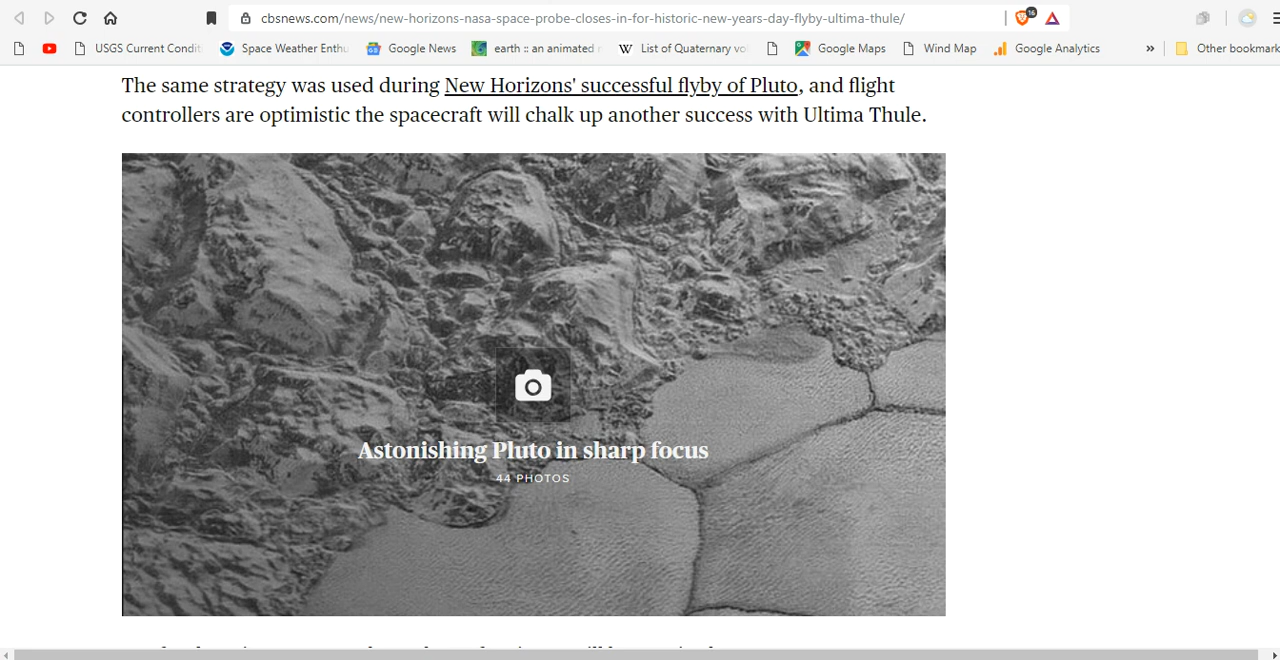 cbsnews.com/news/new-horizons-nasa-space-probe-closes-in-for-historic-new-years-day-flyby-ultima-thule/
16
USGS Current Conditi
Space Weather Enthu
Google News
earth :: an animated
List of Quaternary vo
Google Maps
Wind Map
Google Analytics
»
Other bookmark
The same strategy was used during New Horizons' successful flyby of Pluto, and flight
controllers are optimistic the spacecraft will chalk up another success with Ultima Thule.
Astonishing Pluto in sharp focus
44 PHOTOS